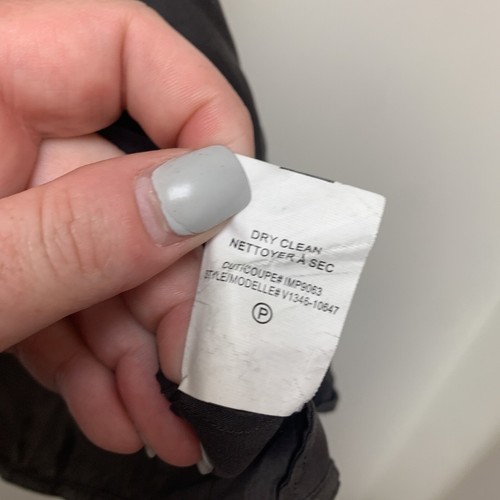 DRY CLEAN
NETTOYER À SEC
CUT/COUPE# IMP9063
STYLE/MODELLE# V1346-10647
P